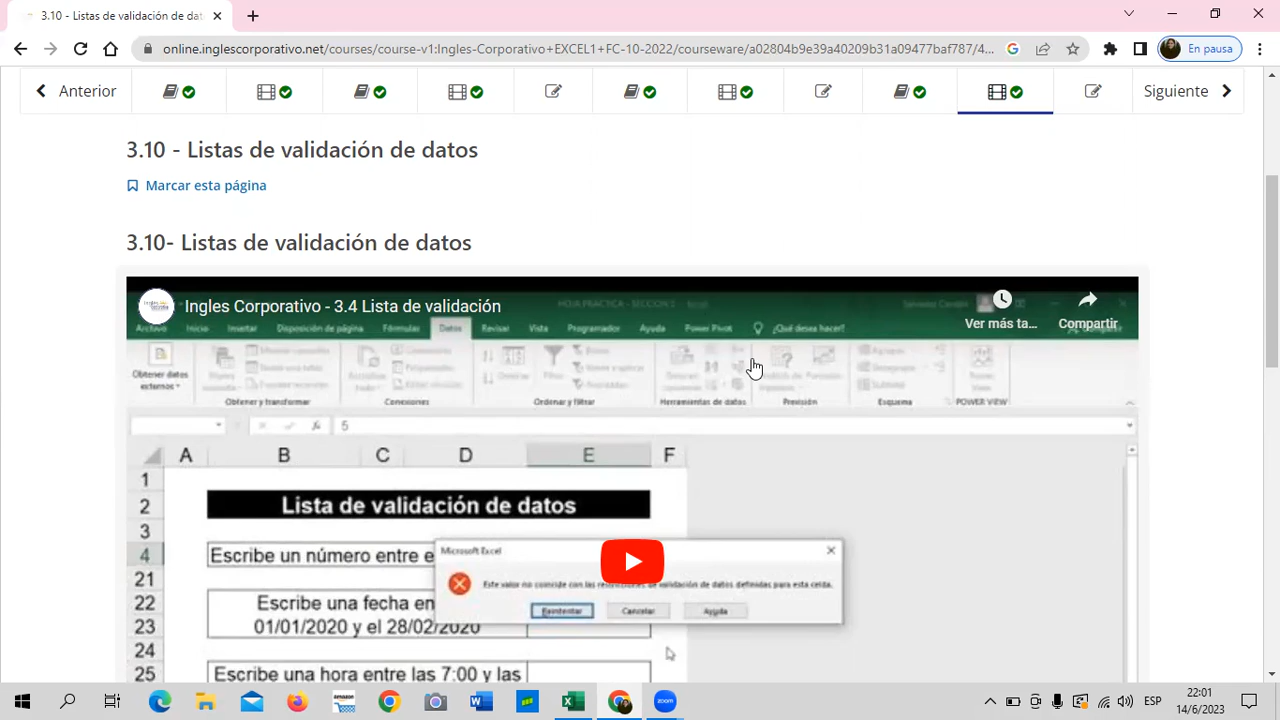 3.10 - Listas de validación de dato
En pausa
online.inglescorporativo.net/courses/course-v1:Ingles-Corporativo+EXCEL1+FC-10-2022/courseware/a02804b9e39a40209b31a09477baf787/4...
Anterior
Siguiente
3.10 - Listas de validación de datos
Marcar esta página
3.10- Listas de validación de datos
Ingles Corporativo - 3.4 Lista de validación
Ver más ta...
Compartir
Archivo Inicio Insertar Disposición de página Fórmulas Datos Revisar Vista Programador Ayuda Power Pivot ¿Qué desea hacer?
Obtener datos externos
Obtener y transformar
Conexiones
Ordenar y filtrar
Herramientas de datos
Previsión
Esquema
POWER VIEW
5
A B C D E F
1
2 Lista de validación de datos
3
4 Escribe un número entre e
Microsoft Excel
Este valor no coincide con las restricciones de validación de datos definidas para esta celda.
Reintentar Cancelar Ayuda
21
22 Escribe una fecha en
23 01/01/2020 y el 28/02/2020
24
25 Escribe una hora entre las 7:00 y las
amazon
zoom
ESP
22:01
14/6/2023